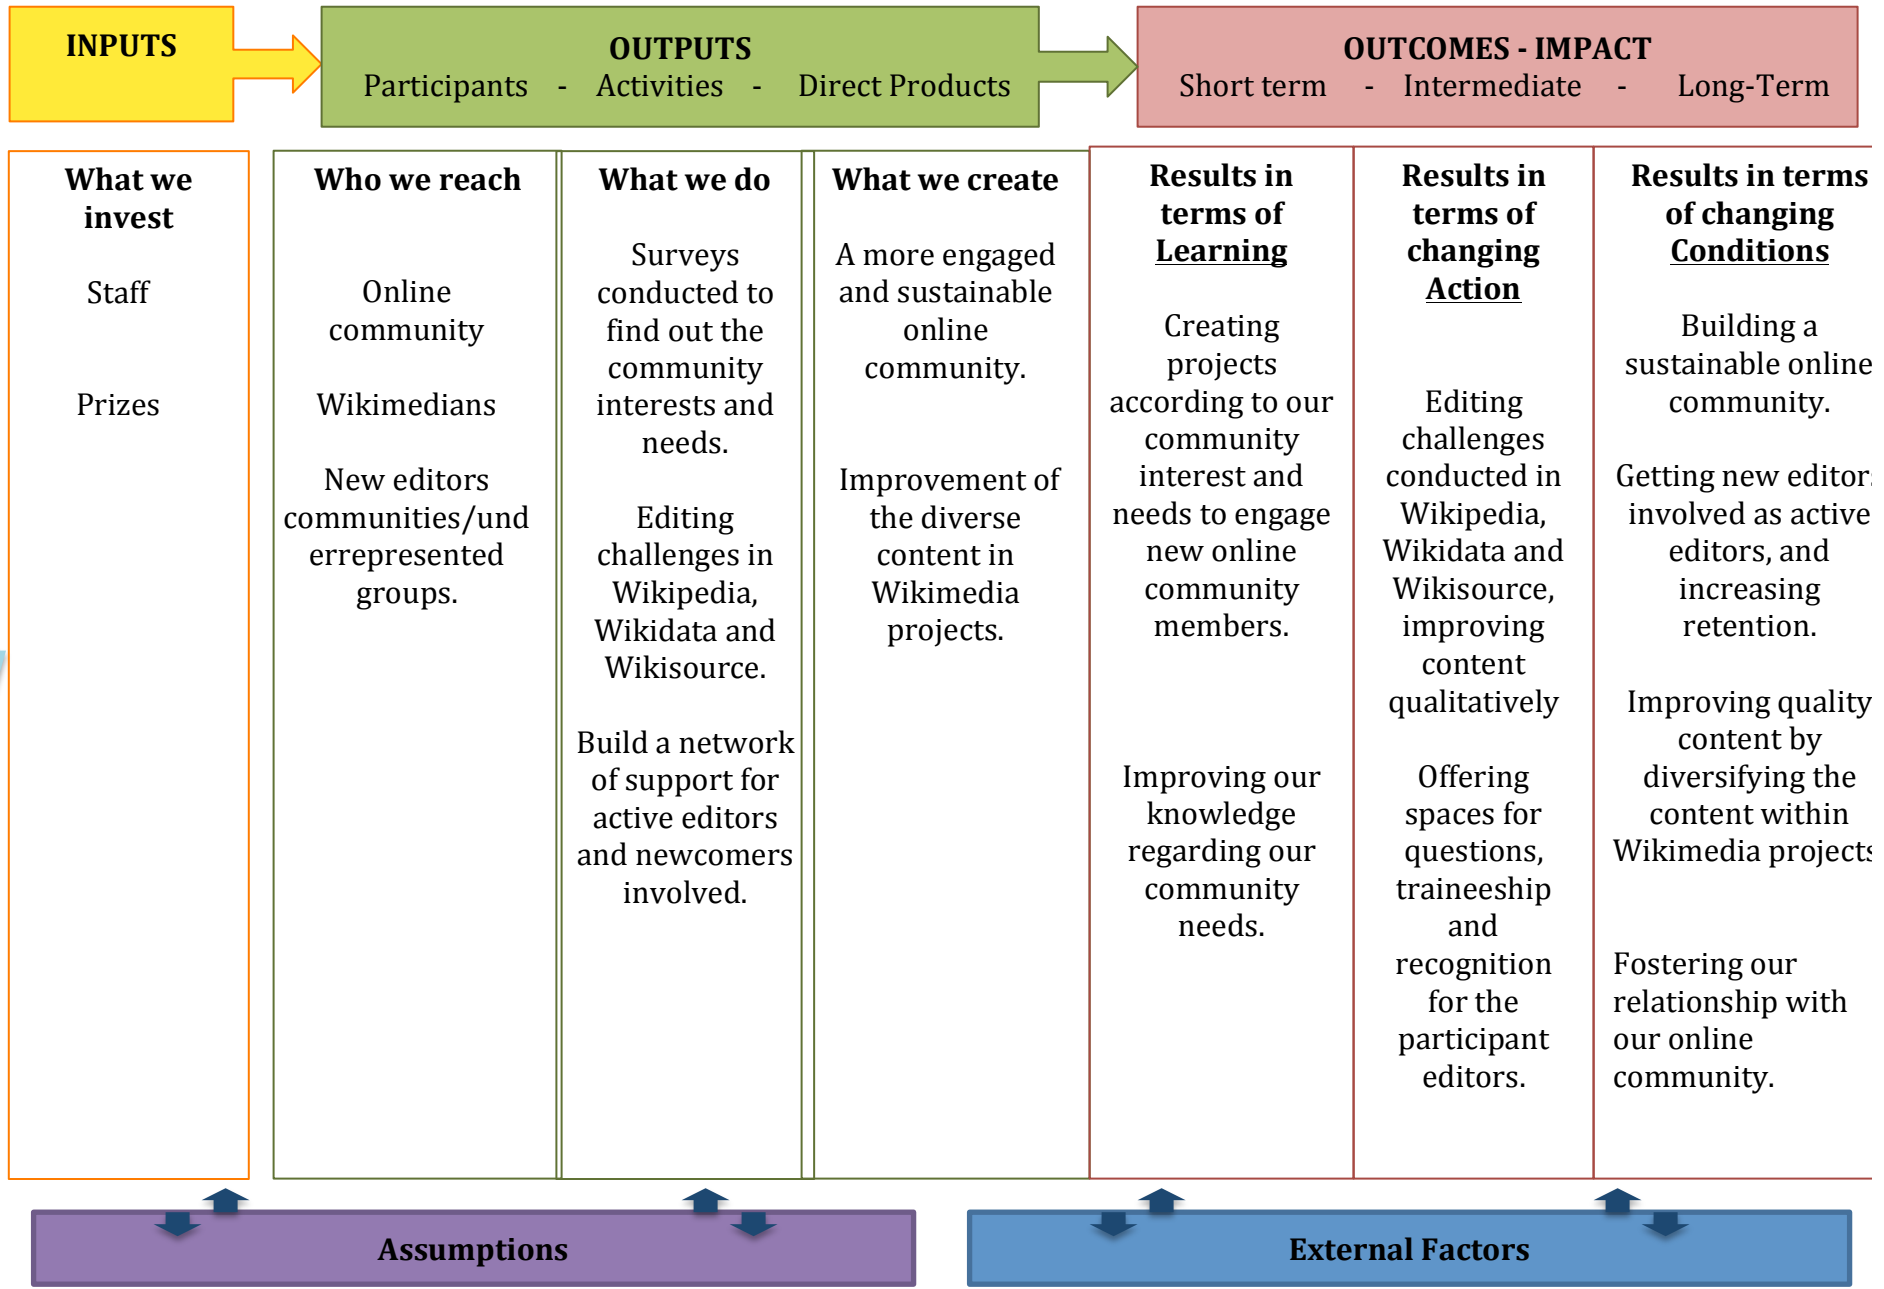 INPUTS
OUTPUTS
Participants - Activities - Direct Products
OUTCOMES - IMPACT
Short term - Intermediate - Long-Term
What we
invest
Staff
Prizes
Who we reach
Online
community
Wikimedians
New editors
communities/und
errepresented
groups.
What we do
Surveys
conducted to
find out the
community
interests and
needs.
Editing
challenges in
Wikipedia,
Wikidata and
Wikisource.
Build a network
of support for
active editors
and newcomers
involved.
What we create
A more engaged
and sustainable
online
community.
Improvement of
the diverse
content in
Wikimedia
projects.
Results in
terms of
Learning
Creating
projects
according to our
community
interest and
needs to engage
new online
community
members.
Improving our
knowledge
regarding our
community
needs.
Results in
terms of
changing
Action
Editing
challenges
conducted in
Wikipedia,
Wikidata and
Wikisource,
improving
content
qualitatively
Offering
spaces for
questions,
traineeship
and
recognition
for the
participant
editors.
Results in terms
of changing
Conditions
Building a
sustainable online
community.
Getting new editors
involved as active
editors, and
increasing
retention.
Improving quality
content by
diversifying the
content within
Wikimedia projects
Fostering our
relationship with
our online
community.
Assumptions
External Factors